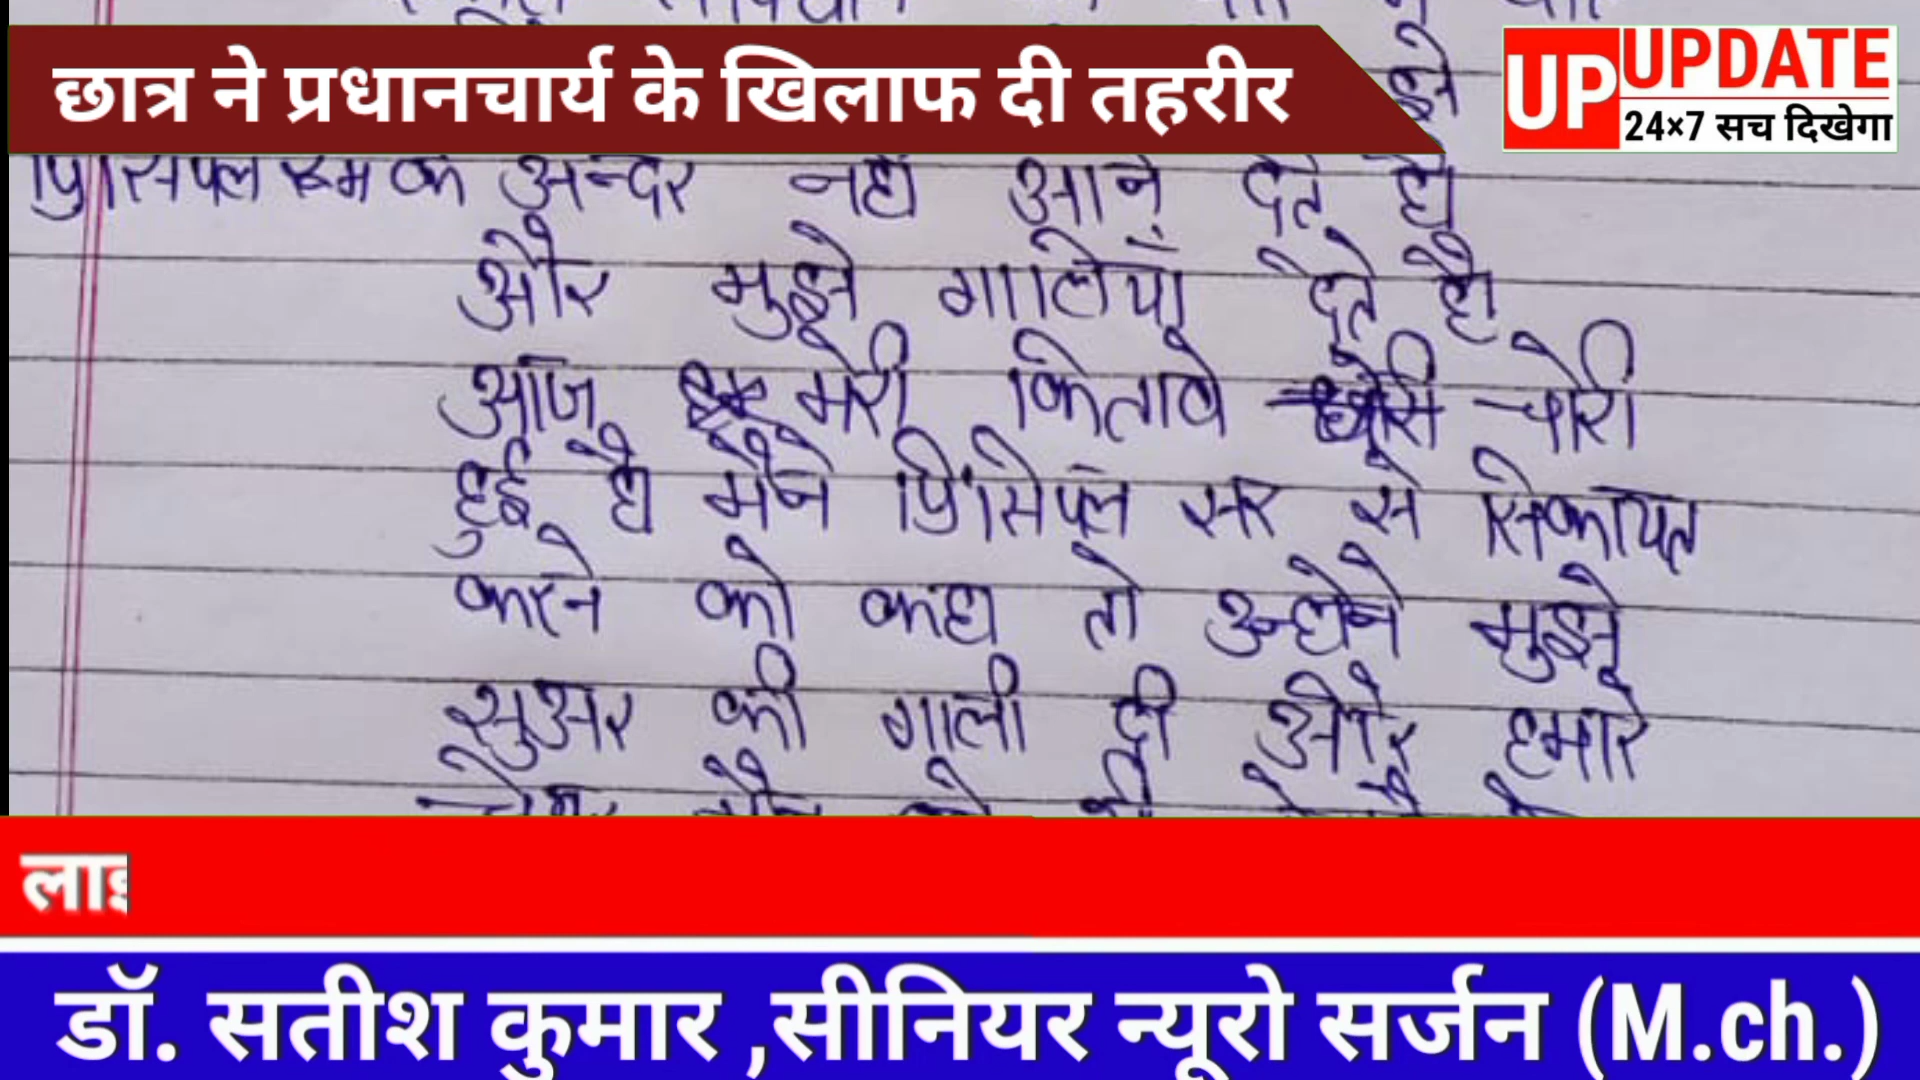 छात्र ने प्रधानचार्य के खिलाफ दी तहरीर
UP UPDATE
24×7 सच दिखेगा
प्रिंसिपल रूम के अन्दर नही आने देते है
और मुझे गालियाँ देते है
आज मेरी किताबे चोरी
हुई है मैने प्रिंसिपल सर से सिकायत
करने को कहा तो उन्होने मुझे
सुअर की गाली दी और हमारे
डॉ. सतीश कुमार ,सीनियर न्यूरो सर्जन (M.ch.)